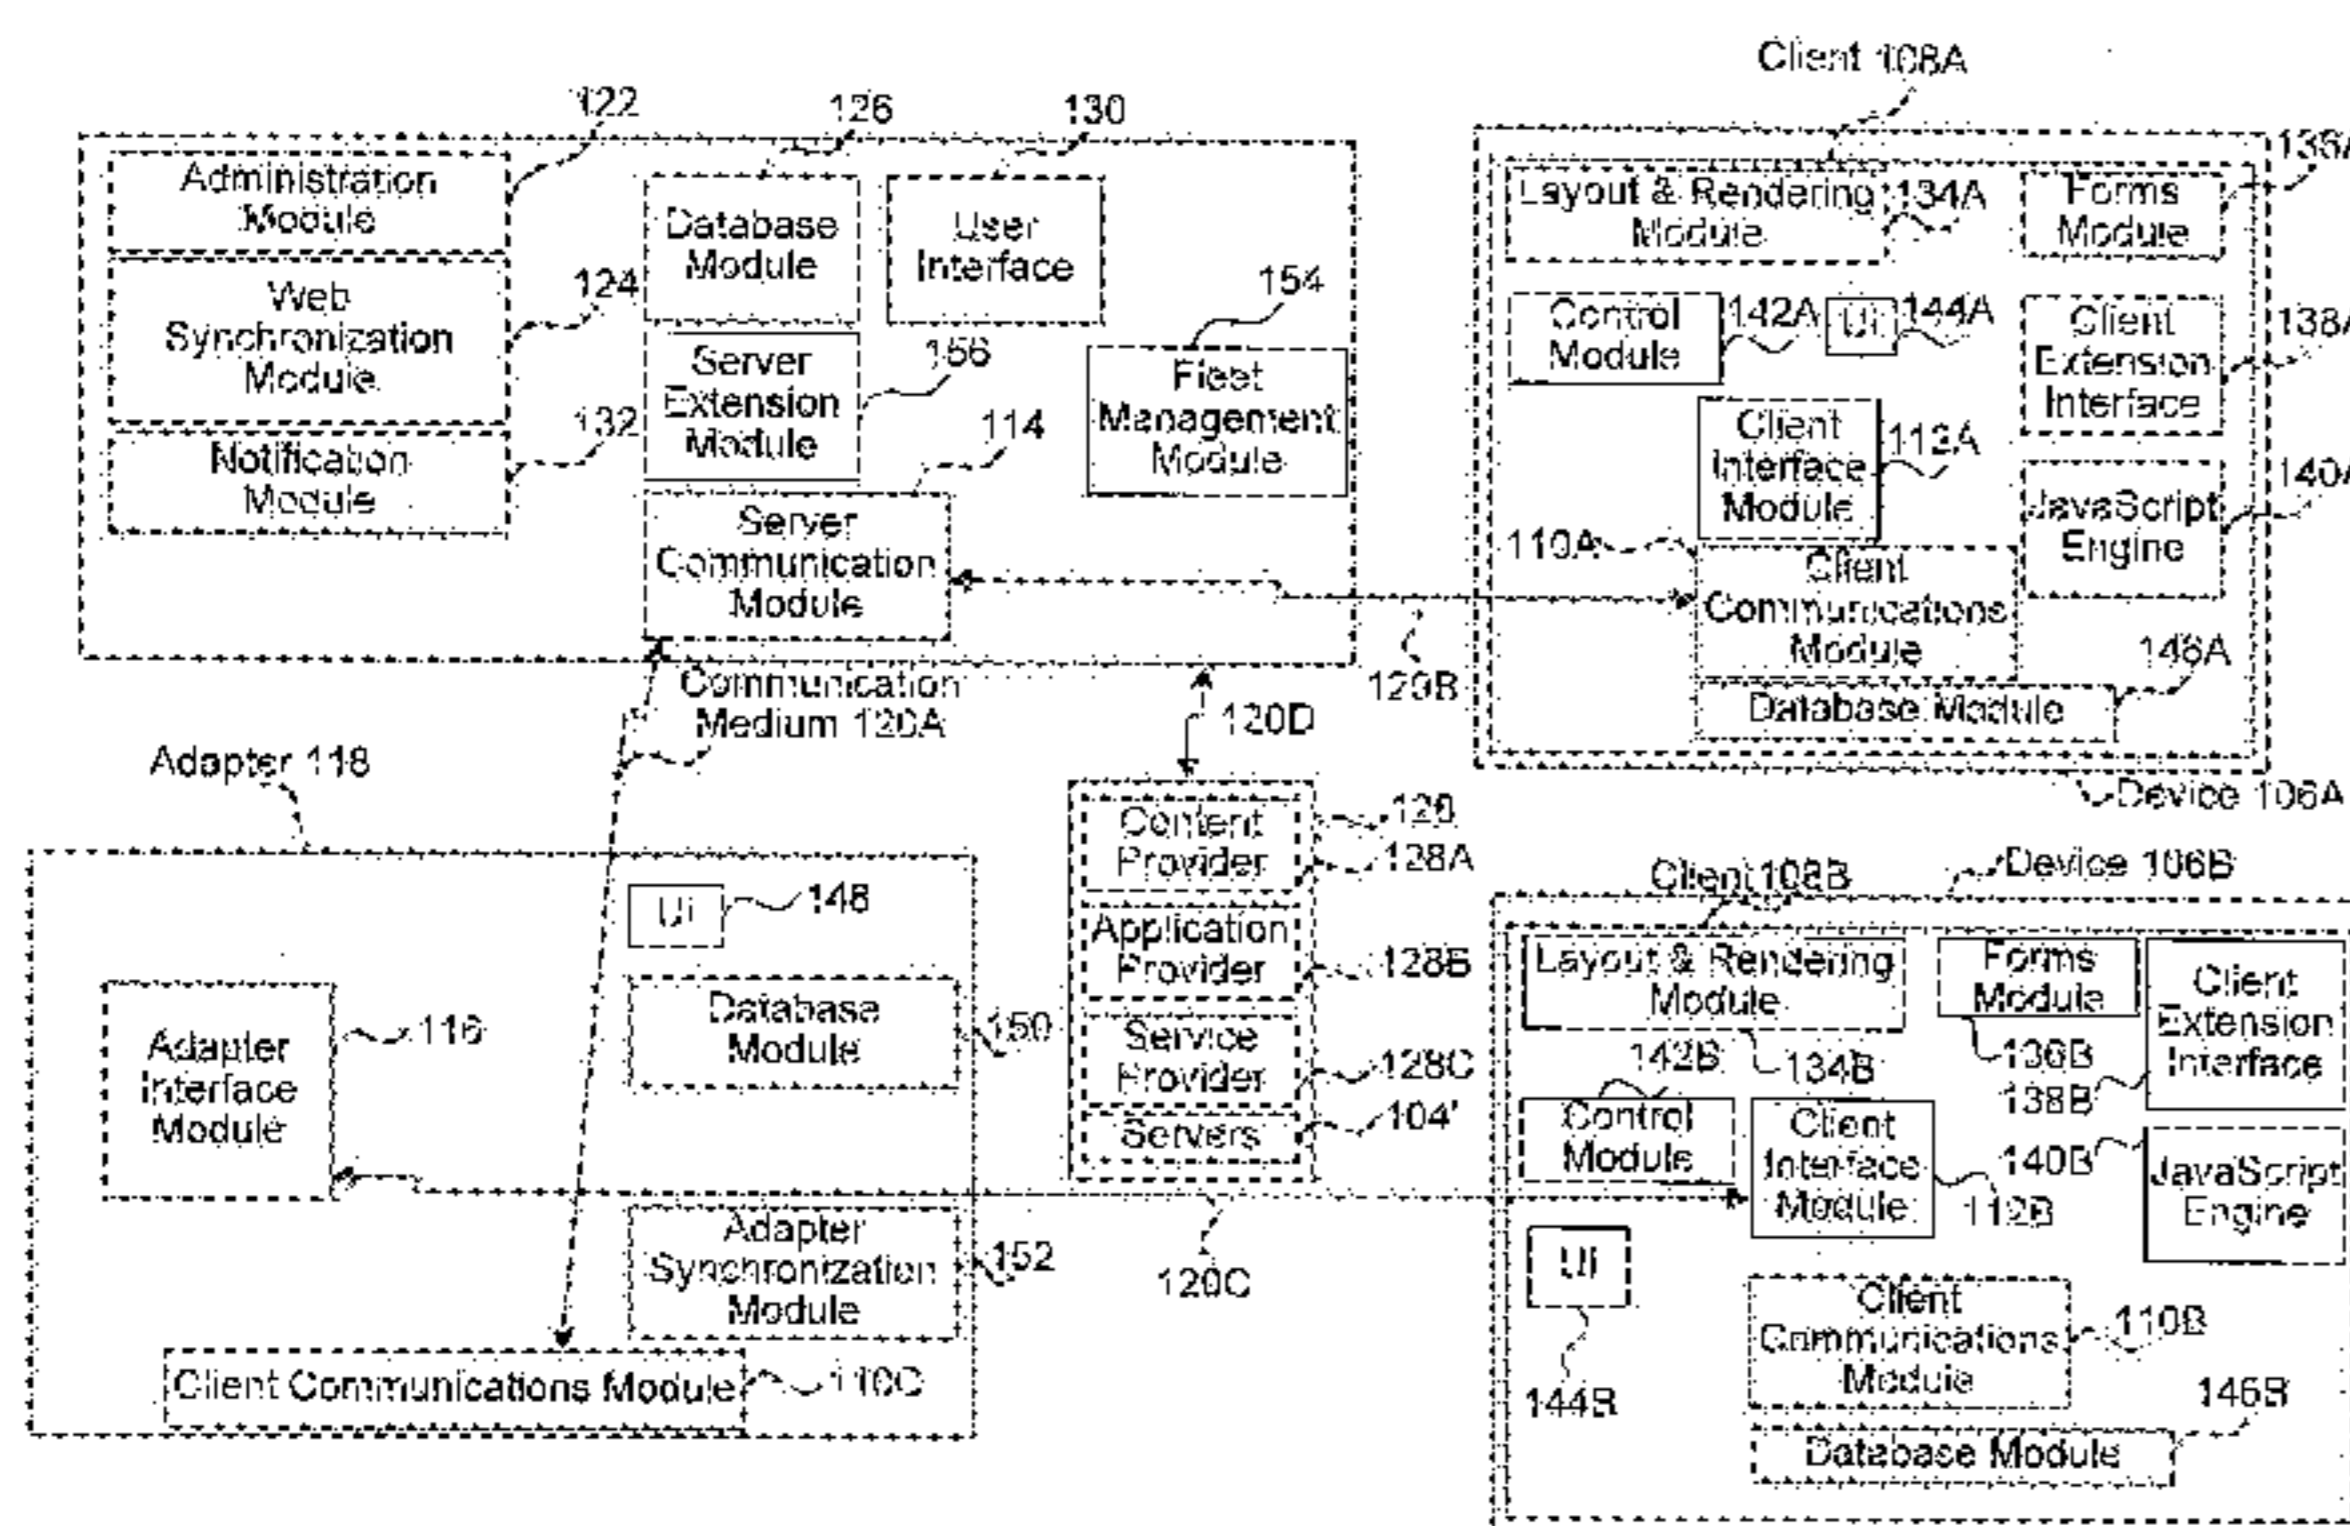 Client 108A
122
126
130
Administration
Module
Database
Module
User
Interface
Web
Synchronization
Module
124
154
Server
Extension
Module
156
Fleet
Management
Module
132
114
Notification
Module
Server
Communication
Module
Layout & Rendering
Module
134A
Forms
Module
136A
Control
Module
142A
UI
144A
Client
Extension
Interface
138A
Client
Interface
Module
112A
JavaScript
Engine
140A
110A
Client
Communications
Module
146A
Database Module
120B
Device 106A
Communication
Medium 120A
120D
Adapter 118
UI
148
Database
Module
150
Adapter
Interface
Module
116
Adapter
Synchronization
Module
152
Client Communications Module
110C
Content
Provider
128
128A
Application
Provider
128B
Service
Provider
128C
Servers
104'
120C
Client 108B
Device 106B
Layout & Rendering
Module
134B
Forms
Module
136B
Client
Extension
Interface
138B
142B
Control
Module
Client
Interface
Module
112B
140B
JavaScript
Engine
UI
144B
Client
Communications
Module
110B
146B
Database Module